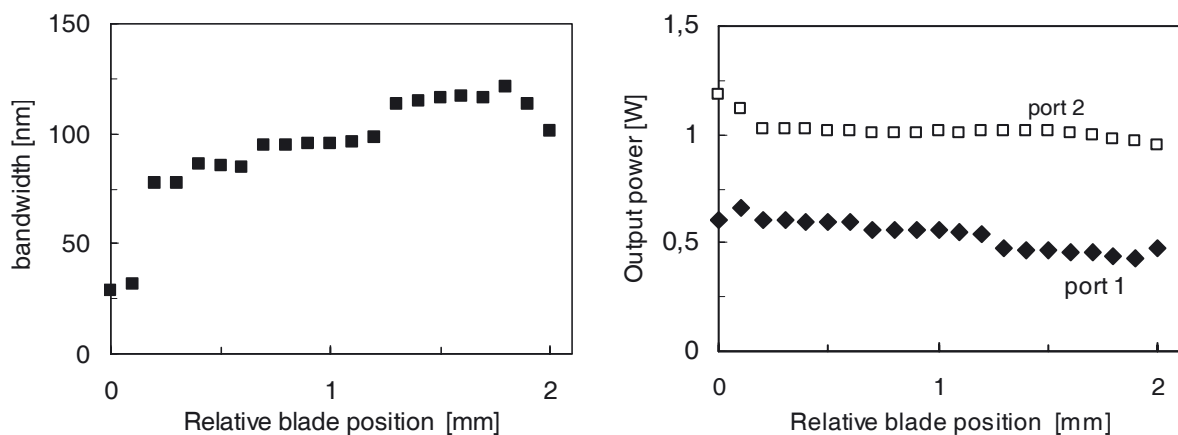 150
100
50
0
bandwidth [nm]
0 1 2
Relative blade position [mm]
1,5
1
0,5
0
Output power [W]
port 2
port 1
0 1 2
Relative blade position [mm]